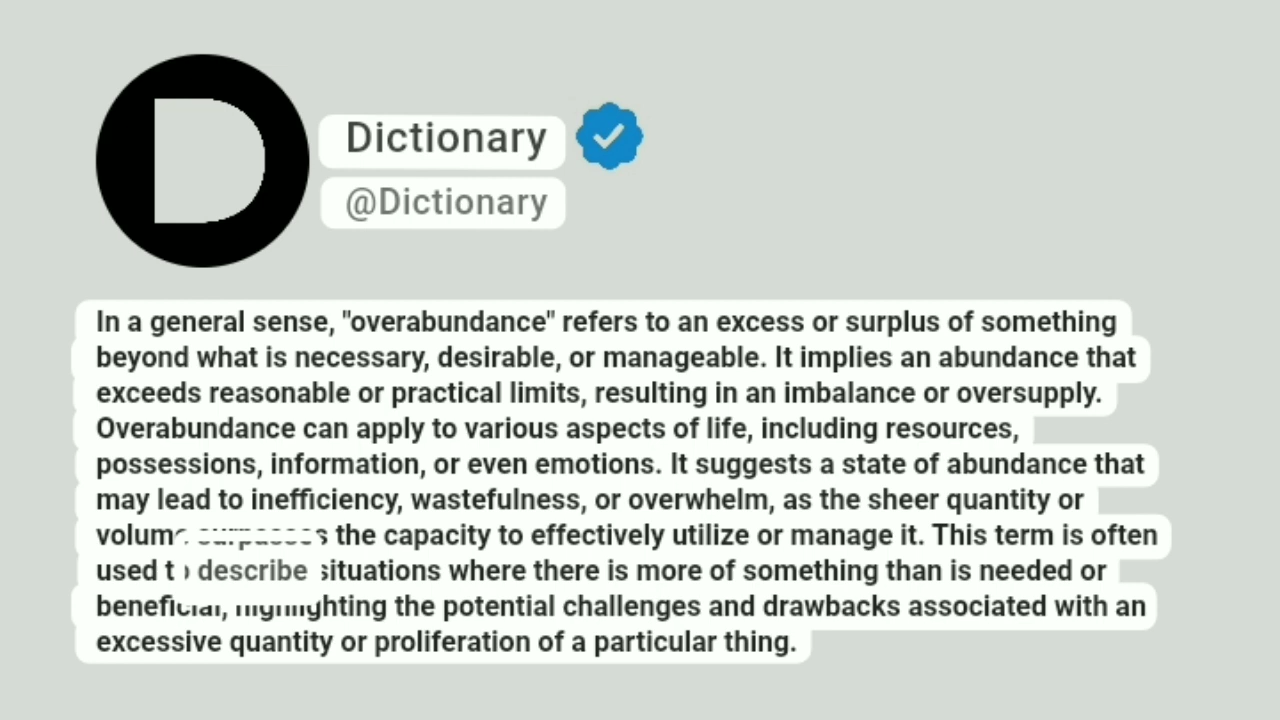 D
Dictionary
@Dictionary
In a general sense, "overabundance" refers to an excess or surplus of something
beyond what is necessary, desirable, or manageable. It implies an abundance that
exceeds reasonable or practical limits, resulting in an imbalance or oversupply.
Overabundance can apply to various aspects of life, including resources,
possessions, information, or even emotions. It suggests a state of abundance that
may lead to inefficiency, wastefulness, or overwhelm, as the sheer quantity or
volume surpasses the capacity to effectively utilize or manage it. This term is often
used to describe situations where there is more of something than is needed or
beneficial, highlighting the potential challenges and drawbacks associated with an
excessive quantity or proliferation of a particular thing.